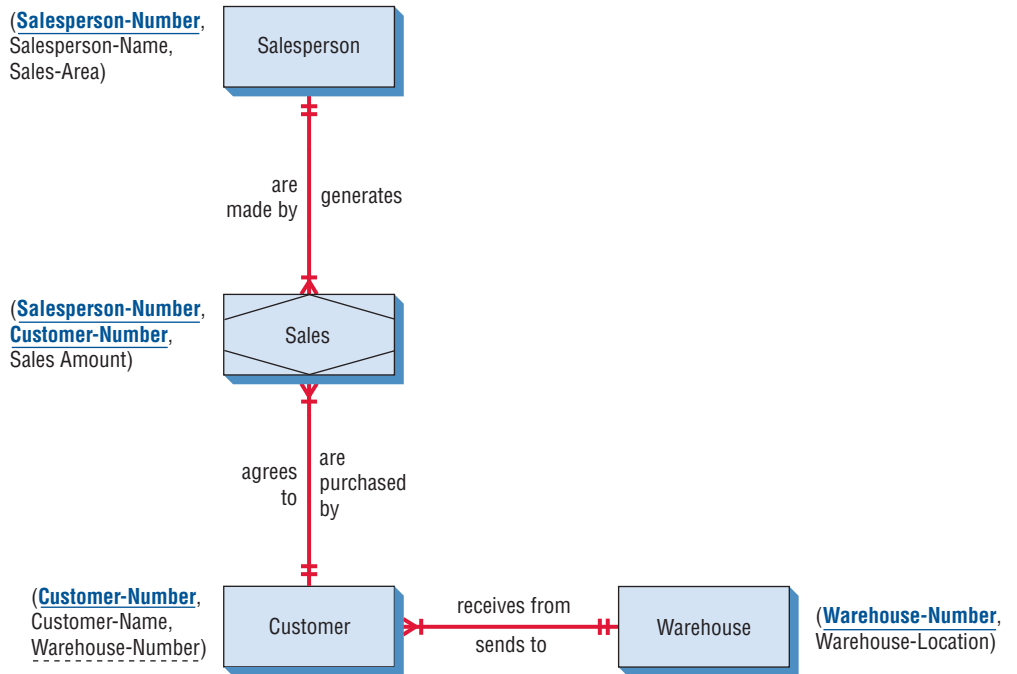 (Salesperson-Number,
Salesperson-Name,
Sales-Area)
Salesperson
are
made by
generates
(Salesperson-Number,
Customer-Number,
Sales Amount)
Sales
agrees
to
are
purchased
by
(Customer-Number,
Customer-Name,
Warehouse-Number)
Customer
receives from
sends to
Warehouse
(Warehouse-Number,
Warehouse-Location)